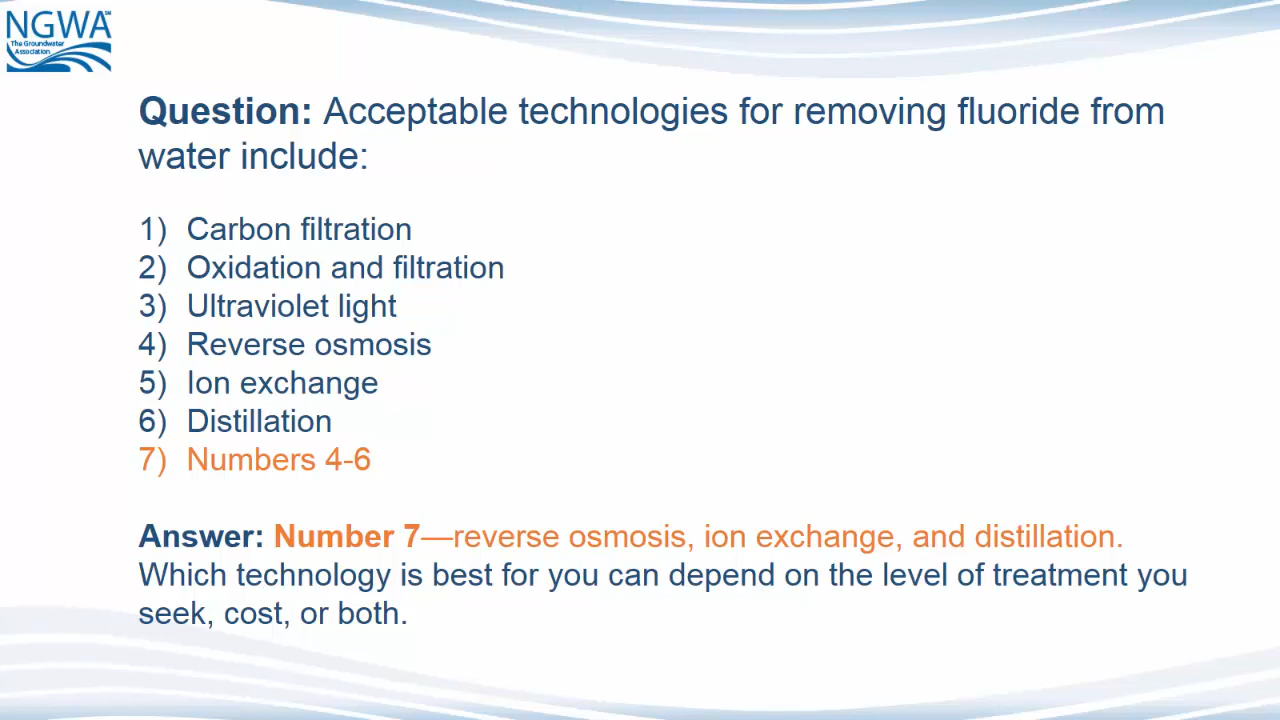 NGWA℠
The Groundwater
Association
Question: Acceptable technologies for removing fluoride from
water include:
1) Carbon filtration
2) Oxidation and filtration
3) Ultraviolet light
4) Reverse osmosis
5) Ion exchange
6) Distillation
7) Numbers 4-6
Answer: Number 7—reverse osmosis, ion exchange, and distillation.
Which technology is best for you can depend on the level of treatment you
seek, cost, or both.